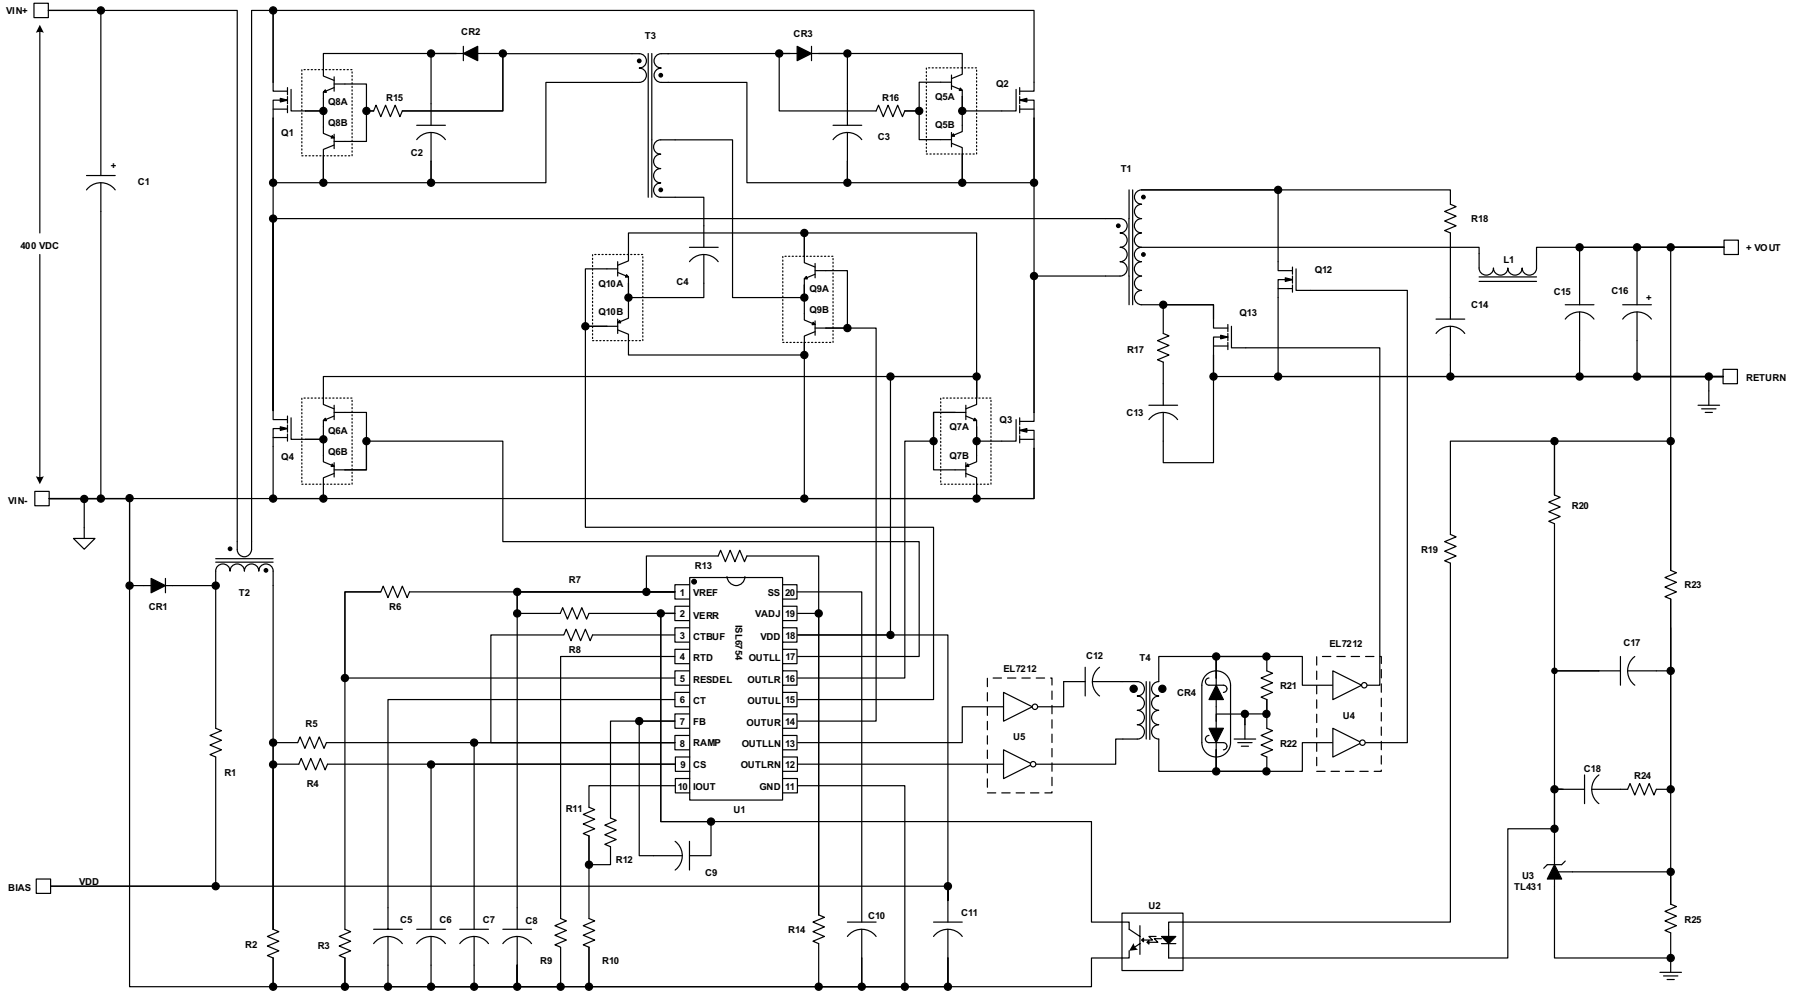 VIN+
CR2
T3
CR3
Q8A
Q8B
R15
Q1
C2
R16
C3
Q5A
Q5B
Q2
+
C1
T1
400 VDC
R18
+ VOUT
L1
Q12
Q10A
Q10B
C4
Q9A
Q9B
C14
C15
C16
+
Q13
R17
RETURN
C13
Q6A
Q6B
Q4
Q7A
Q7B
Q3
VIN-
R20
R19
R13
R23
T2
CR1
R6
R7
R8
1 VREF
2 VERR
3 CTBUF
4 RTD
5 RESDEL
6 CT
7 FB
8 RAMP
9 CS
10 IOUT
ISL6754
SS 20
VADJ 19
VDD 18
OUTLL 17
OUTLR 16
OUTUL 15
OUTUR 14
OUTLLN 13
OUTLRN 12
GND 11
U1
EL7212
U5
C12
T4
CR4
R21
R22
EL7212
U4
C17
R5
R4
R1
R11
R12
C9
C18
R24
U3
TL431
BIAS
VDD
R2
R3
C5
C6
C7
C8
R9
R10
R14
C10
C11
U2
R25